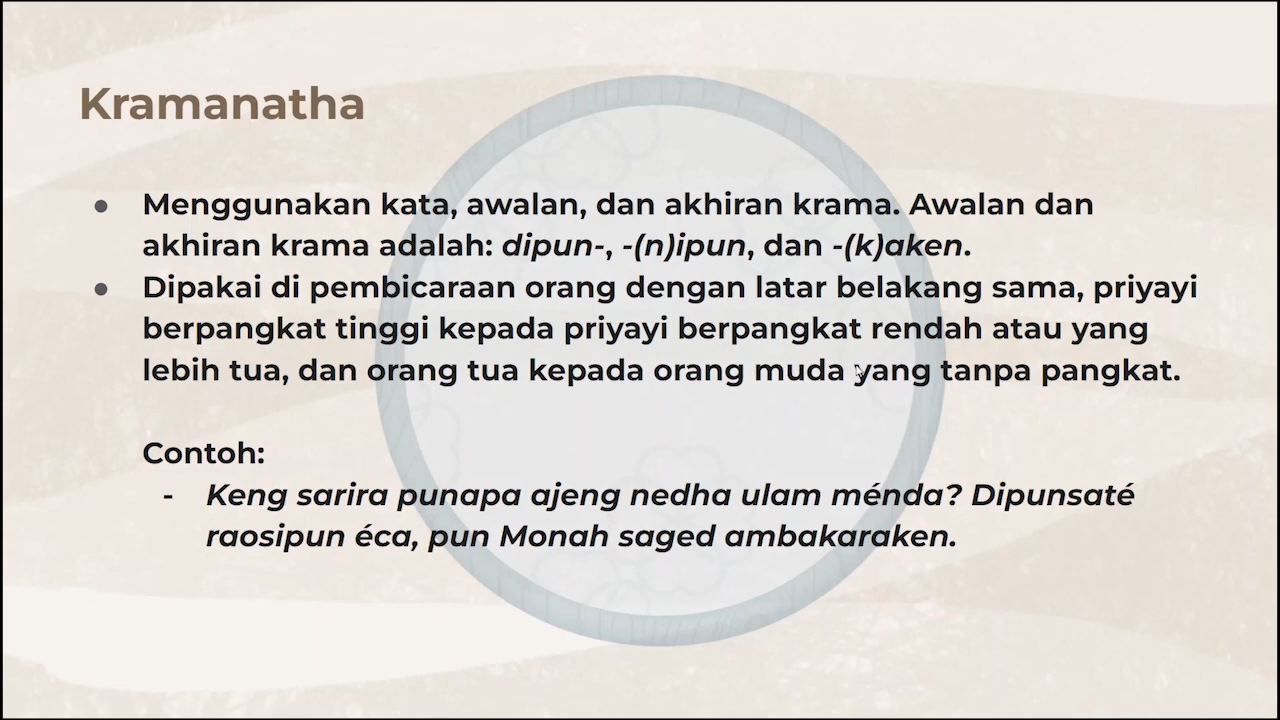 Kramanatha
● Menggunakan kata, awalan, dan akhiran krama. Awalan dan
akhiran krama adalah: dipun-, -(n)ipun, dan -(k)aken.
● Dipakai di pembicaraan orang dengan latar belakang sama, priyayi
berpangkat tinggi kepada priyayi berpangkat rendah atau yang
lebih tua, dan orang tua kepada orang muda yang tanpa pangkat.
Contoh:
- Keng sarira punapa ajeng nedha ulam ménda? Dipunsaté
raosipun éca, pun Monah saged ambakaraken.